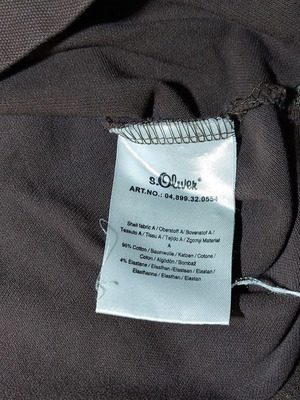 s.Oliver®
ART.NO.: 04.899.32.0554
Shell fabric A / Oberstoff A/ Bovenstof A /
Tessuto A / Tissu A / Tejido A / Zgornji Material
A
96% Cotton / Baumwolle / Katoen / Cotone /
Coton / Algodón / Bombaž
4% Elastane / Elasthan / Elastaan / Elastan /
Elasthanne / Elastan / Elastan